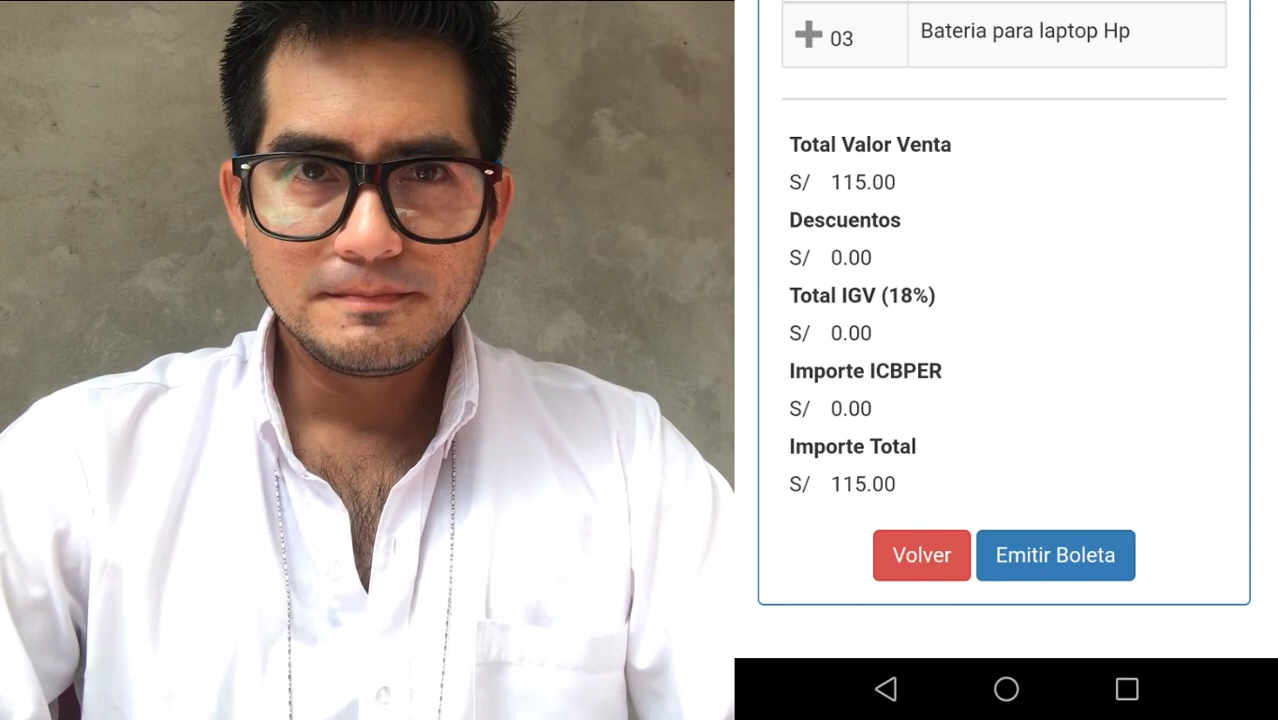 03 Bateria para laptop Hp
Total Valor Venta
S/ 115.00
Descuentos
S/ 0.00
Total IGV (18%)
S/ 0.00
Importe ICBPER
S/ 0.00
Importe Total
S/ 115.00
Volver Emitir Boleta